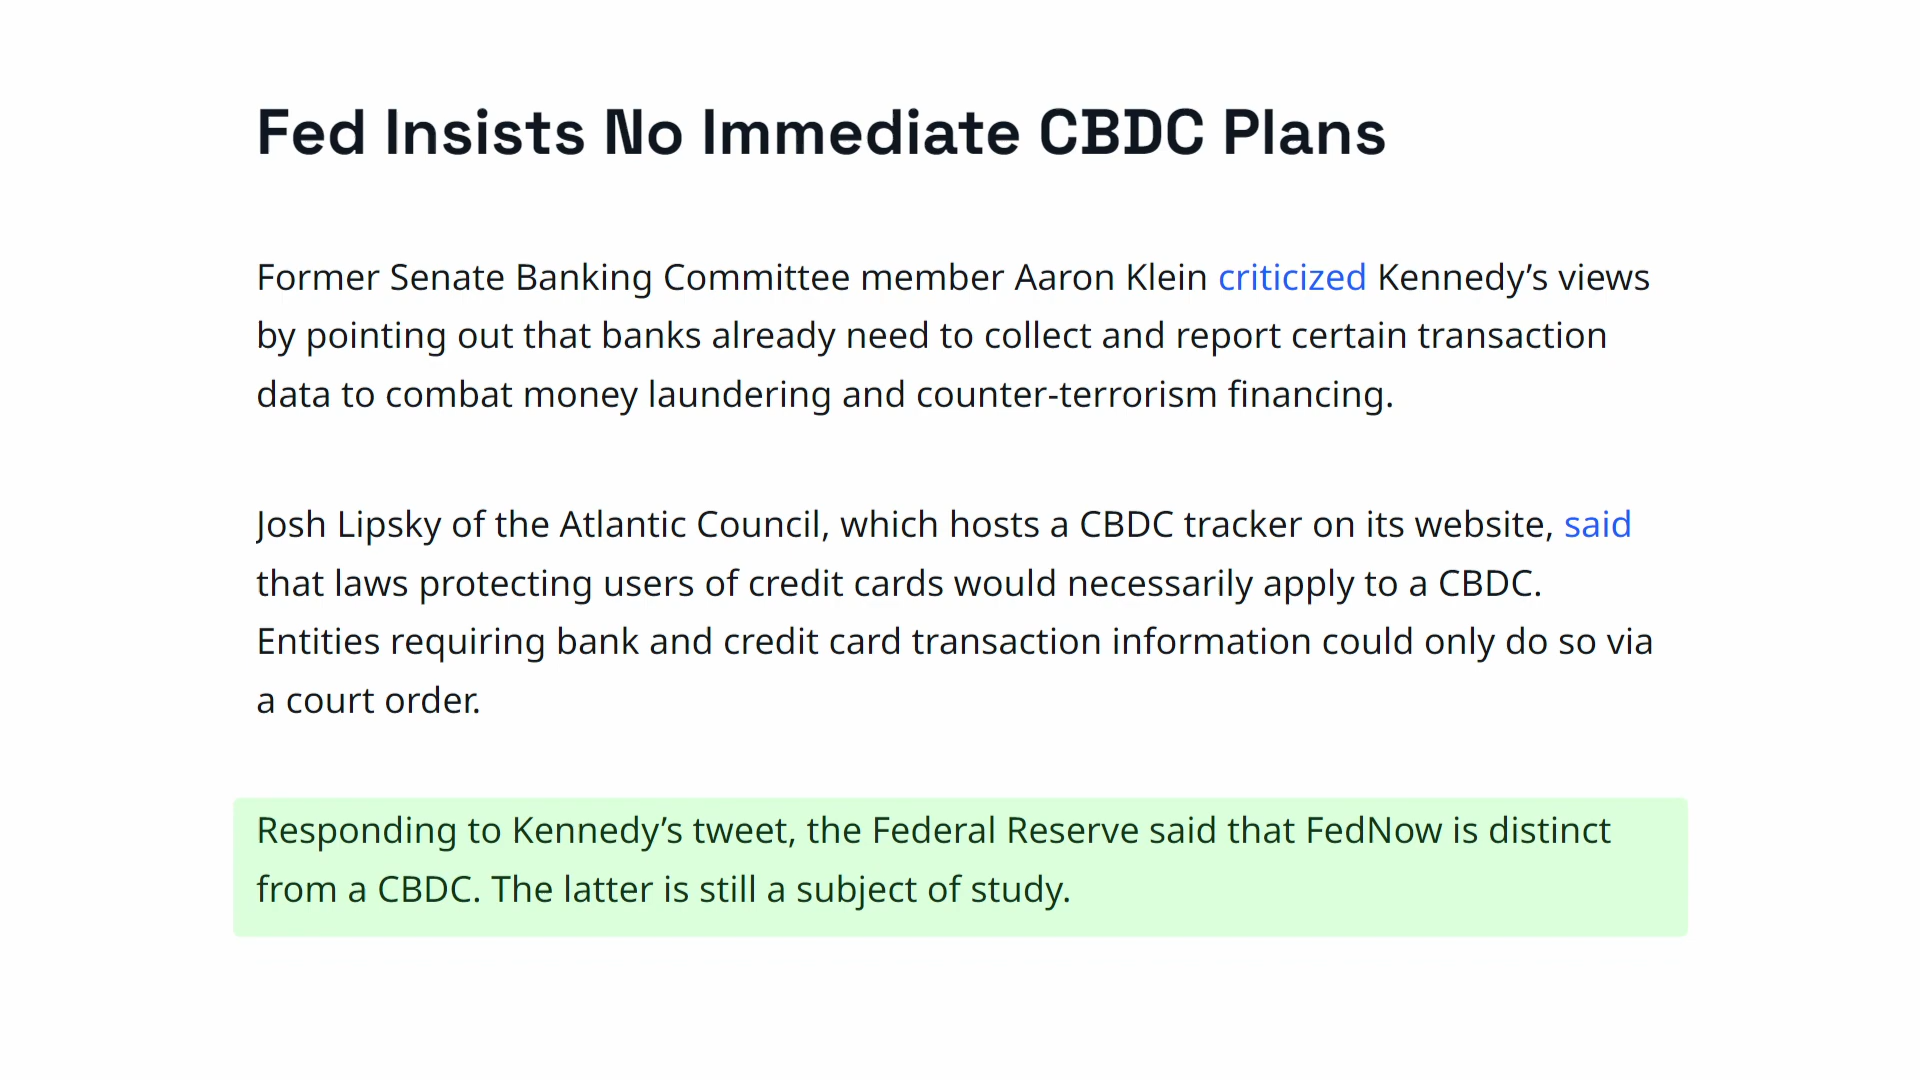 Fed Insists No Immediate CBDC Plans
Former Senate Banking Committee member Aaron Klein criticized Kennedy’s views
by pointing out that banks already need to collect and report certain transaction
data to combat money laundering and counter-terrorism financing.
Josh Lipsky of the Atlantic Council, which hosts a CBDC tracker on its website, said
that laws protecting users of credit cards would necessarily apply to a CBDC.
Entities requiring bank and credit card transaction information could only do so via
a court order.
Responding to Kennedy’s tweet, the Federal Reserve said that FedNow is distinct
from a CBDC. The latter is still a subject of study.